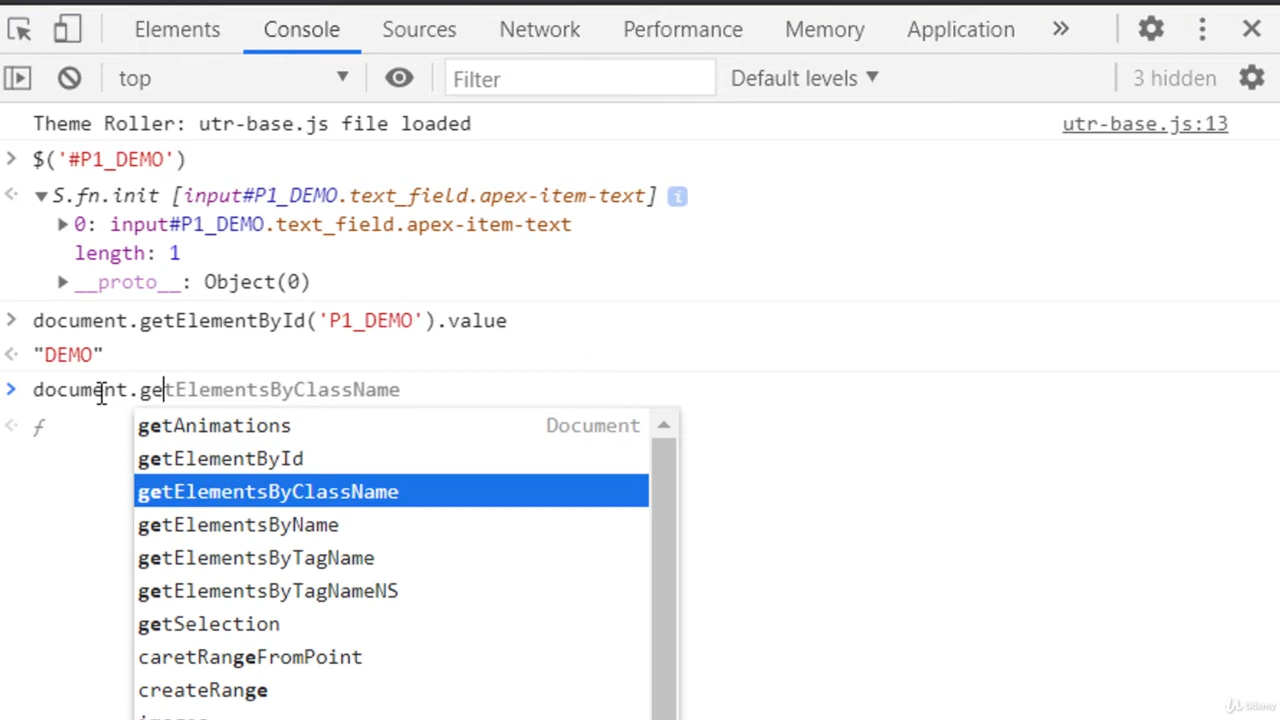 Elements Console Sources Network Performance Memory Application »
top Filter Default levels 3 hidden
Theme Roller: utr-base.js file loaded utr-base.js:13
> $('#P1_DEMO')
S.fn.init [input#P1_DEMO.text_field.apex-item-text] i
0: input#P1_DEMO.text_field.apex-item-text
length: 1
__proto__: Object(0)
> document.getElementById('P1_DEMO').value
"DEMO"
> document.getElementsByClassName
ƒ
getAnimations Document
getElementById
getElementsByClassName
getElementsByName
getElementsByTagName
getElementsByTagNameNS
getSelection
caretRangeFromPoint
createRange
images
Udemy